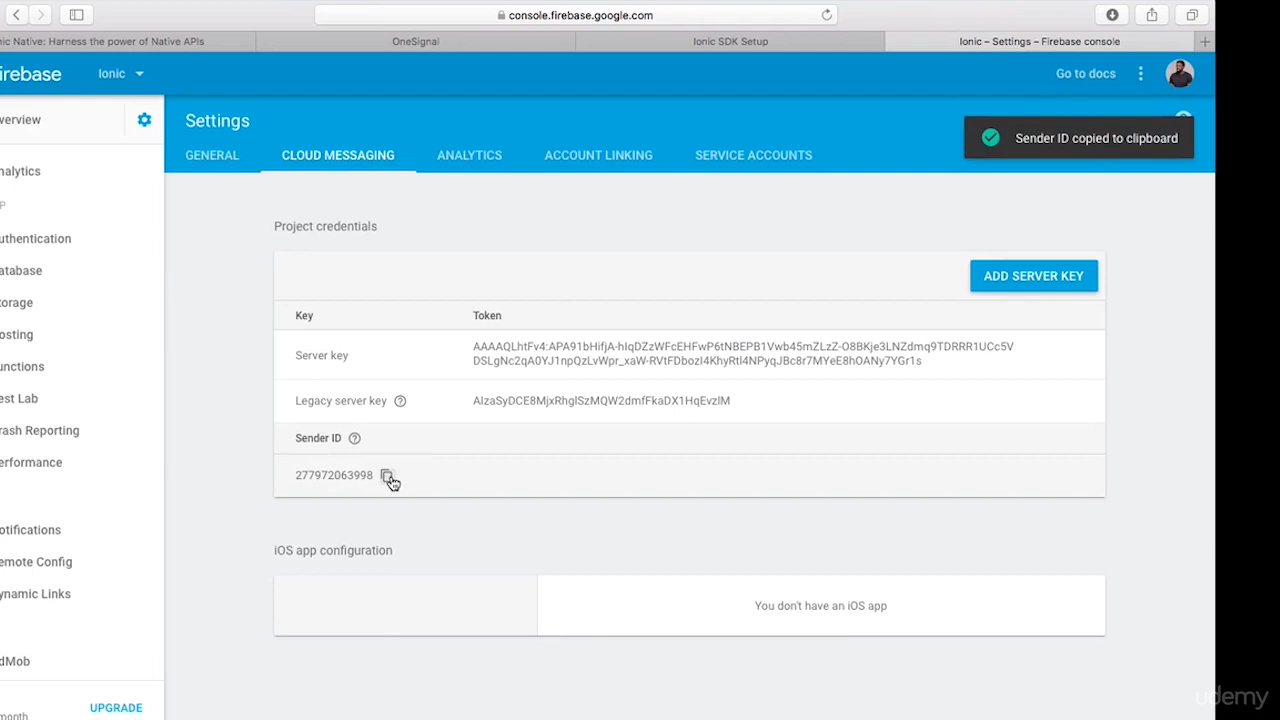 console.firebase.google.com
nic Native: Harness the power of Native APIs
OneSignal
Ionic SDK Setup
Ionic – Settings – Firebase console
irebase
Ionic
Go to docs
verview
Settings
Sender ID copied to clipboard
GENERAL
CLOUD MESSAGING
ANALYTICS
ACCOUNT LINKING
SERVICE ACCOUNTS
nalytics
P
uthentication
atabase
torage
osting
unctions
est Lab
rash Reporting
erformance
otifications
emote Config
ynamic Links
dMob
month
UPGRADE
Project credentials
ADD SERVER KEY
Key
Token
Server key
AAAAQLhtFv4:APA91bHifjA-hIqDZzWFcEHFwP6tNBEPB1Vwb45mZLzZ-O8BKje3LNZdmq9TDRRR1UCc5V
DSLgNc2qA0YJ1npQzLvWpr_xaW-RVtFDbozI4KhyRtI4NPyqJBc8r7MYeE8hOANy7YGr1s
Legacy server key
AIzaSyDCE8MjxRhglSzMQW2dmfFkaDX1HqEvzlM
Sender ID
277972063998
iOS app configuration
You don't have an iOS app
udemy